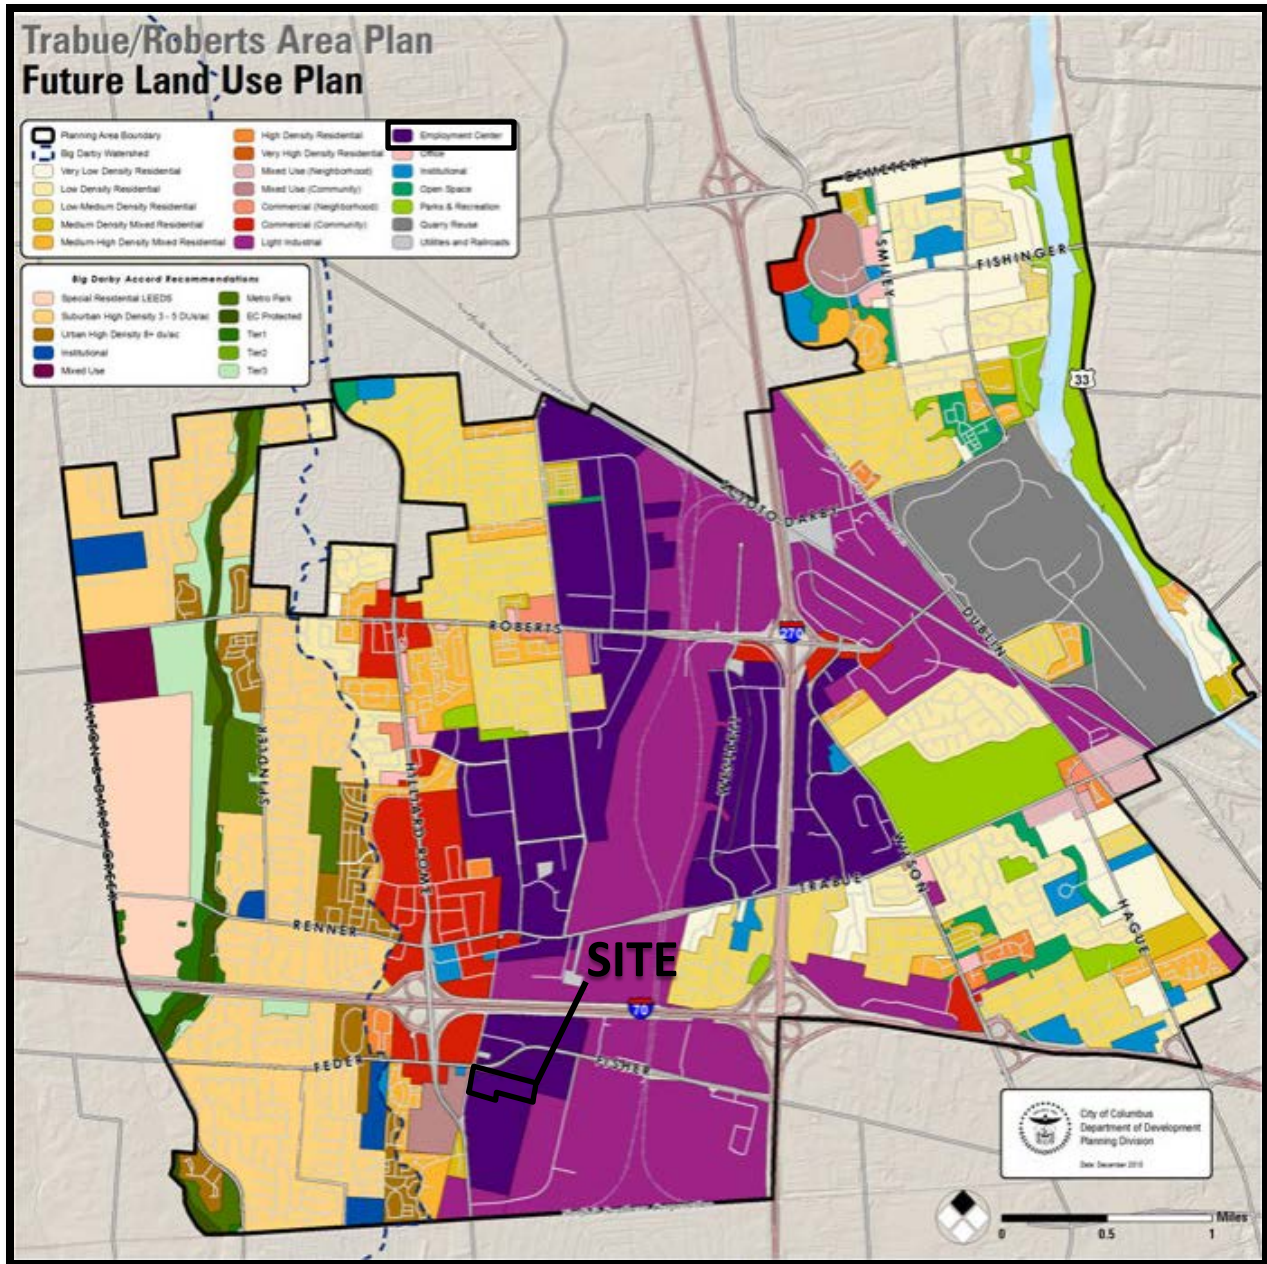 Trabue/Roberts Area Plan
Future Land Use Plan
Planning Area Boundary
Big Darby Watershed
Very Low Density Residential
Low Density Residential
Low-Medium Density Residential
Medium Density Mixed Residential
Medium-High Density Mixed Residential
High Density Residential
Very High Density Residential
Mixed Use (Neighborhood)
Mixed Use (Community)
Commercial (Neighborhood)
Commercial (Community)
Light Industrial
Employment Center
Office
Institutional
Open Space
Parks & Recreation
Quarry Reuse
Utilities and Railroads
Big Darby Accord Recommendations
Special Residential LEEDS
Suburban High Density 3 - 5 DUs/ac
Urban High Density 8+ du/ac
Institutional
Mixed Use
Metro Park
EC Protected
Tier1
Tier2
Tier3
CEMETERY
SMILEY
FISHINGER
33
SCIOTO DARBY
ROBERTS
270
DUBLIN
SPINDLER
HILLIARD ROME
WILSON
TRABUE
HAGUE
RENNER
SITE
70
FEDER
FISHER
City of Columbus
Department of Development
Planning Division
Date: December 2010
Miles
0
0.5
1